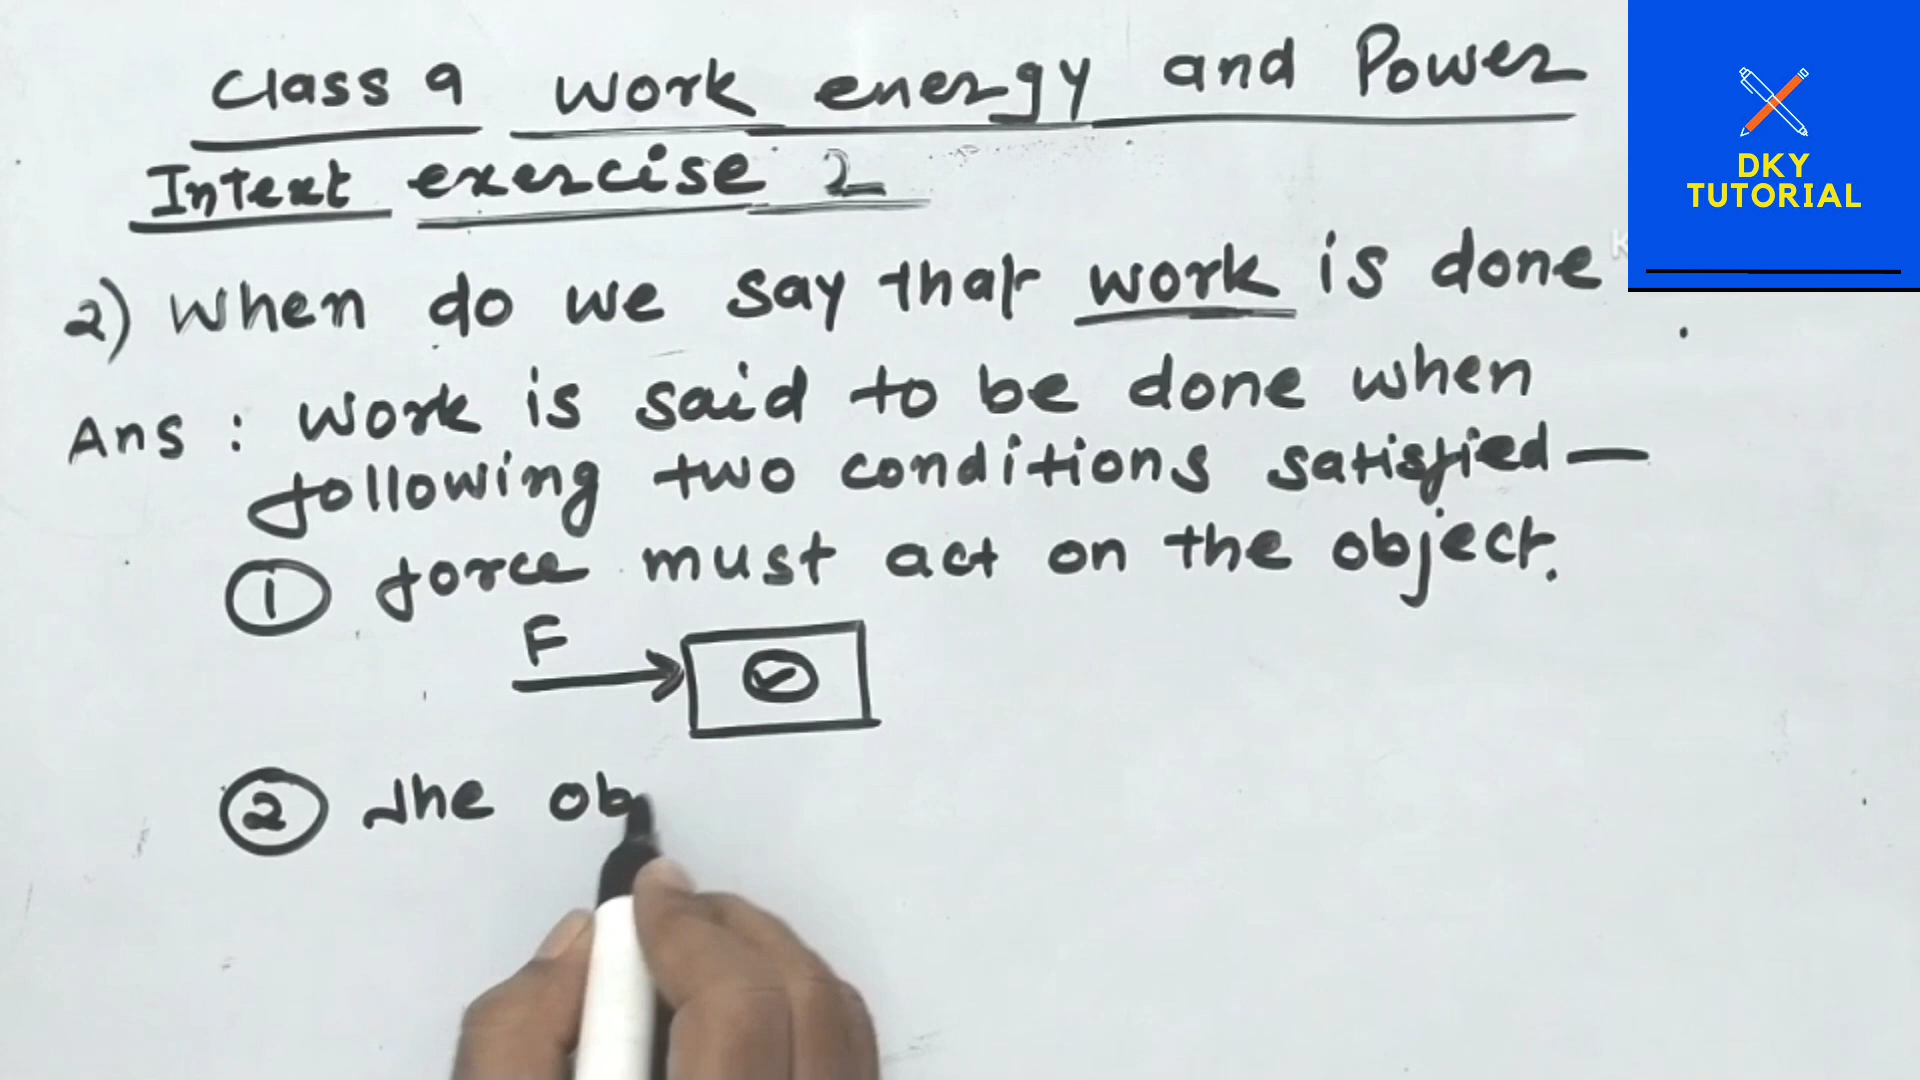 Class 9 work energy and Power
Intext exercise 2
2) When do we say that work is done
Ans : work is said to be done when
following two conditions satisfied —
① force must act on the object.
F
② The ob
DKY
TUTORIAL